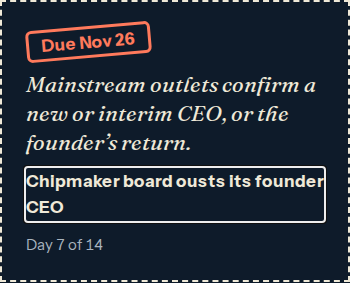 Due Nov 26
Mainstream outlets confirm a
new or interim CEO, or the
founder’s return.
Chipmaker board ousts its founder
CEO
Day 7 of 14